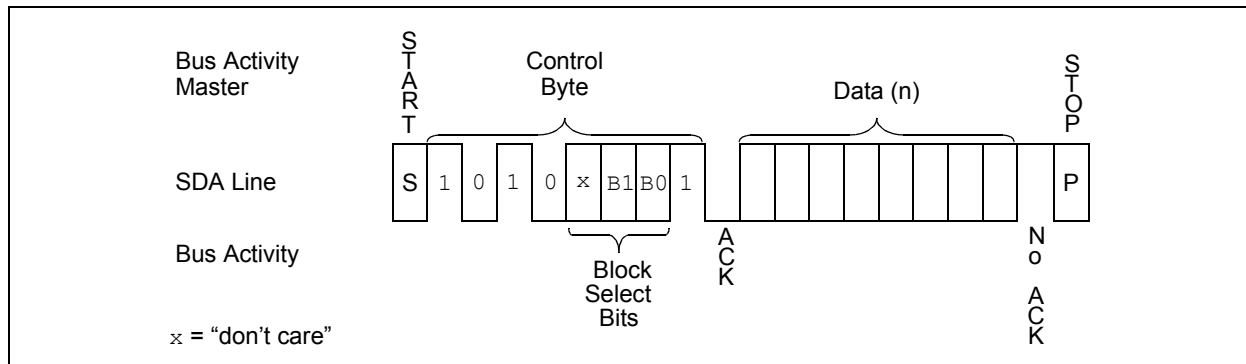 Bus Activity
Master
START
Control
Byte
Data (n)
STOP
SDA Line
S 1 0 1 0 x B1 B0 1 P
Bus Activity
ACK
No ACK
Block
Select
Bits
x = “don’t care”